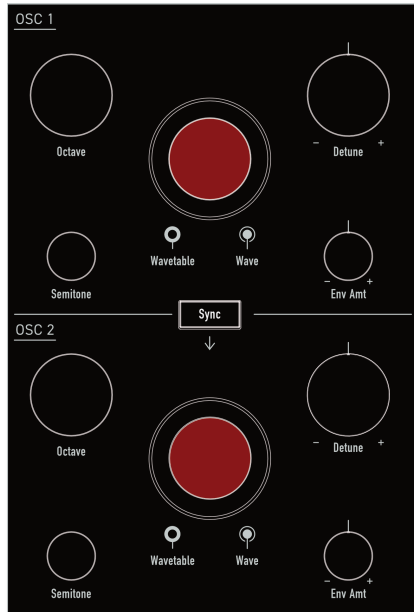 OSC 1
Octave
- Detune +
Wavetable Wave
Semitone
- Env Amt +
Sync
OSC 2
Octave
- Detune +
Wavetable Wave
Semitone
- Env Amt +